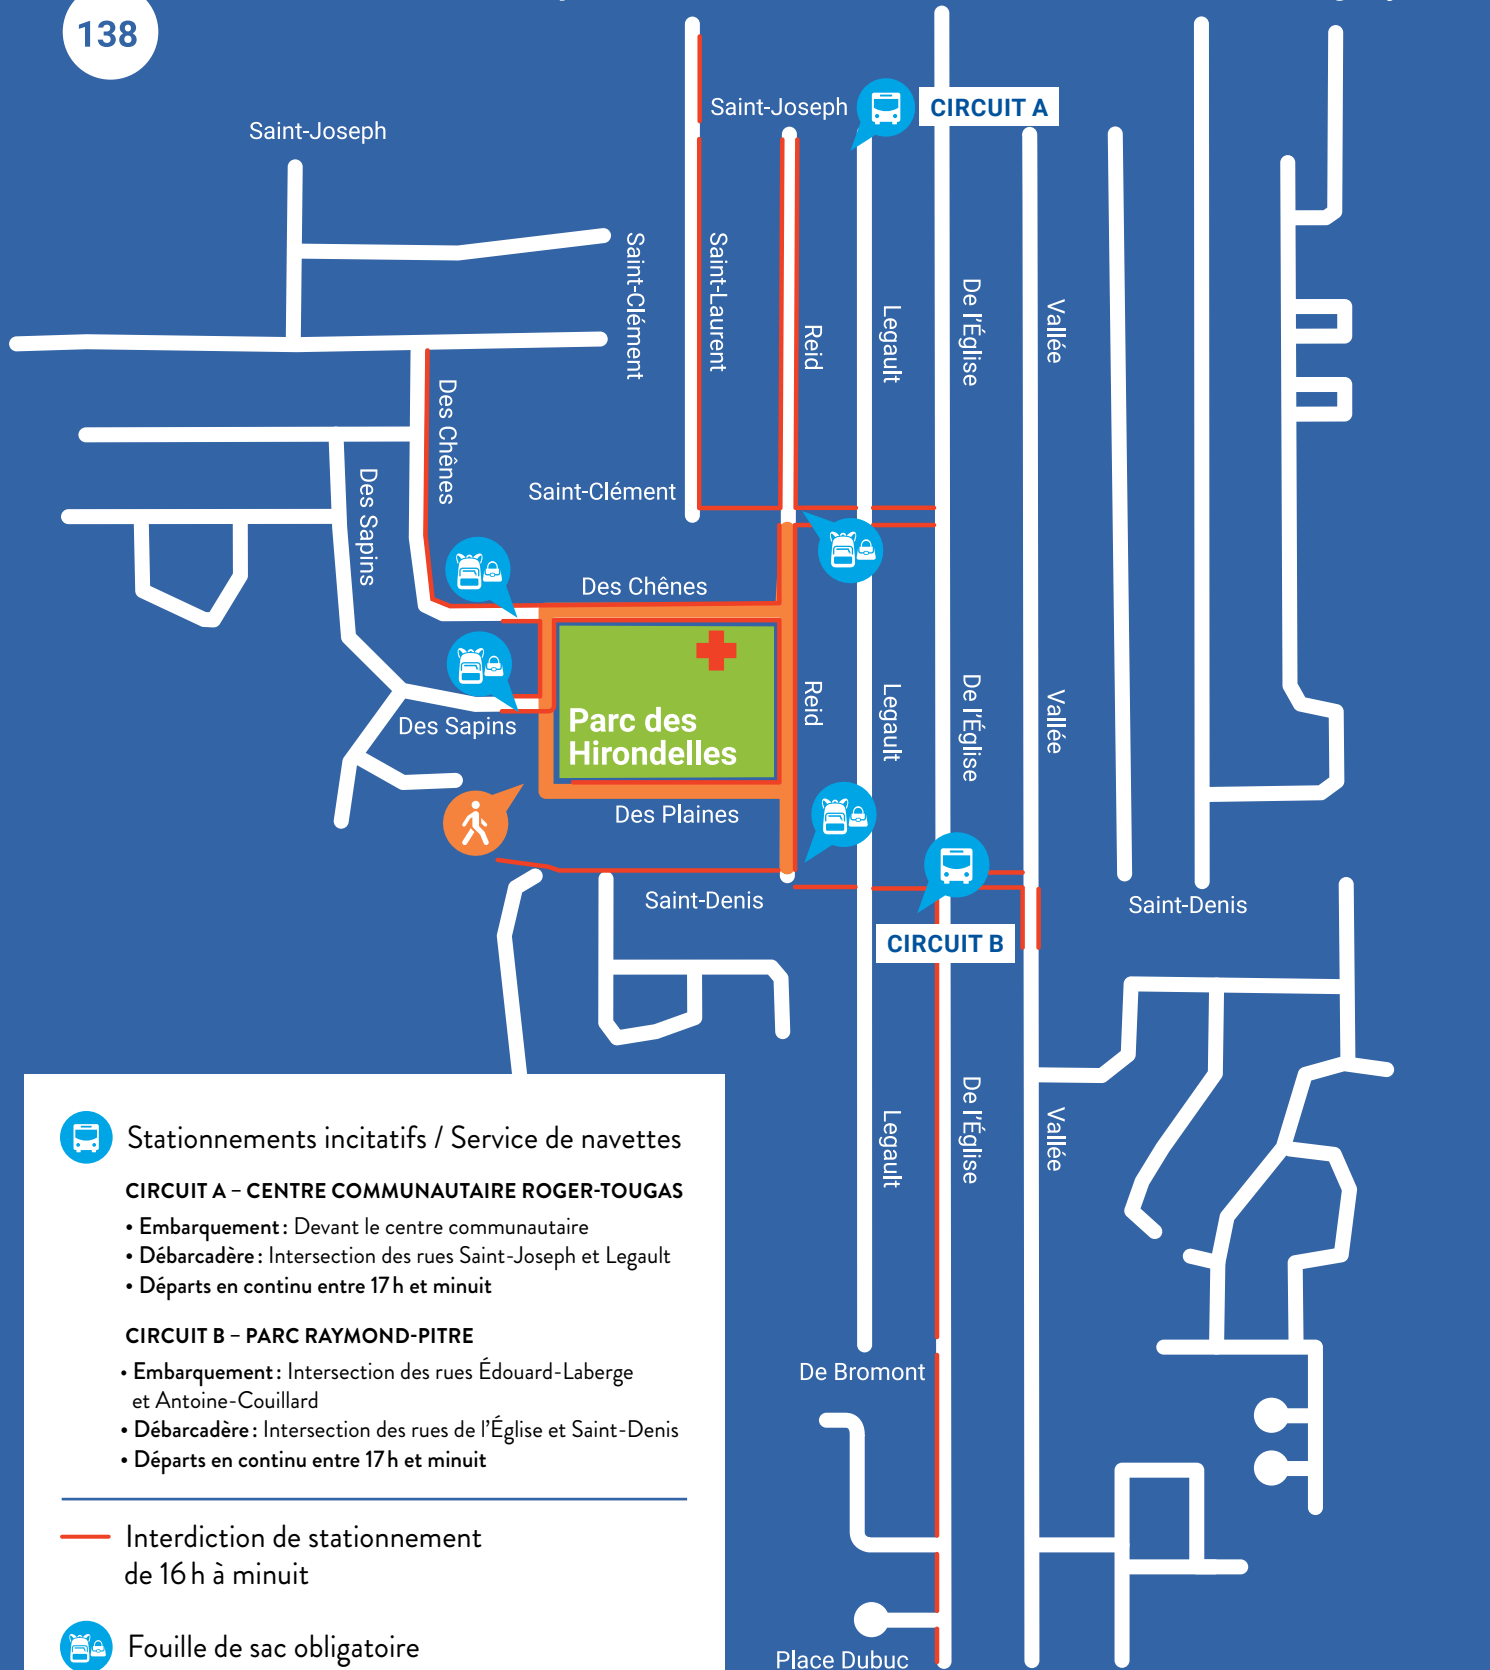 138
Saint-Joseph
CIRCUIT A
Saint-Joseph
Saint-Clément
Saint-Laurent
Reid
Legault
De l'Église
Vallée
Des Chênes
Des Sapins
Saint-Clément
Des Chênes
Parc des
Hirondelles
Reid
Legault
De l'Église
Vallée
Des Sapins
Des Plaines
Saint-Denis
Saint-Denis
CIRCUIT B
Legault
De l'Église
Vallée
De Bromont
Place Dubuc
Stationnements incitatifs / Service de navettes
CIRCUIT A – CENTRE COMMUNAUTAIRE ROGER-TOUGAS
• Embarquement : Devant le centre communautaire
• Débarcadère : Intersection des rues Saint-Joseph et Legault
• Départs en continu entre 17 h et minuit
CIRCUIT B – PARC RAYMOND-PITRE
• Embarquement : Intersection des rues Édouard-Laberge
et Antoine-Couillard
• Débarcadère : Intersection des rues de l'Église et Saint-Denis
• Départs en continu entre 17 h et minuit
Interdiction de stationnement
de 16 h à minuit
Fouille de sac obligatoire